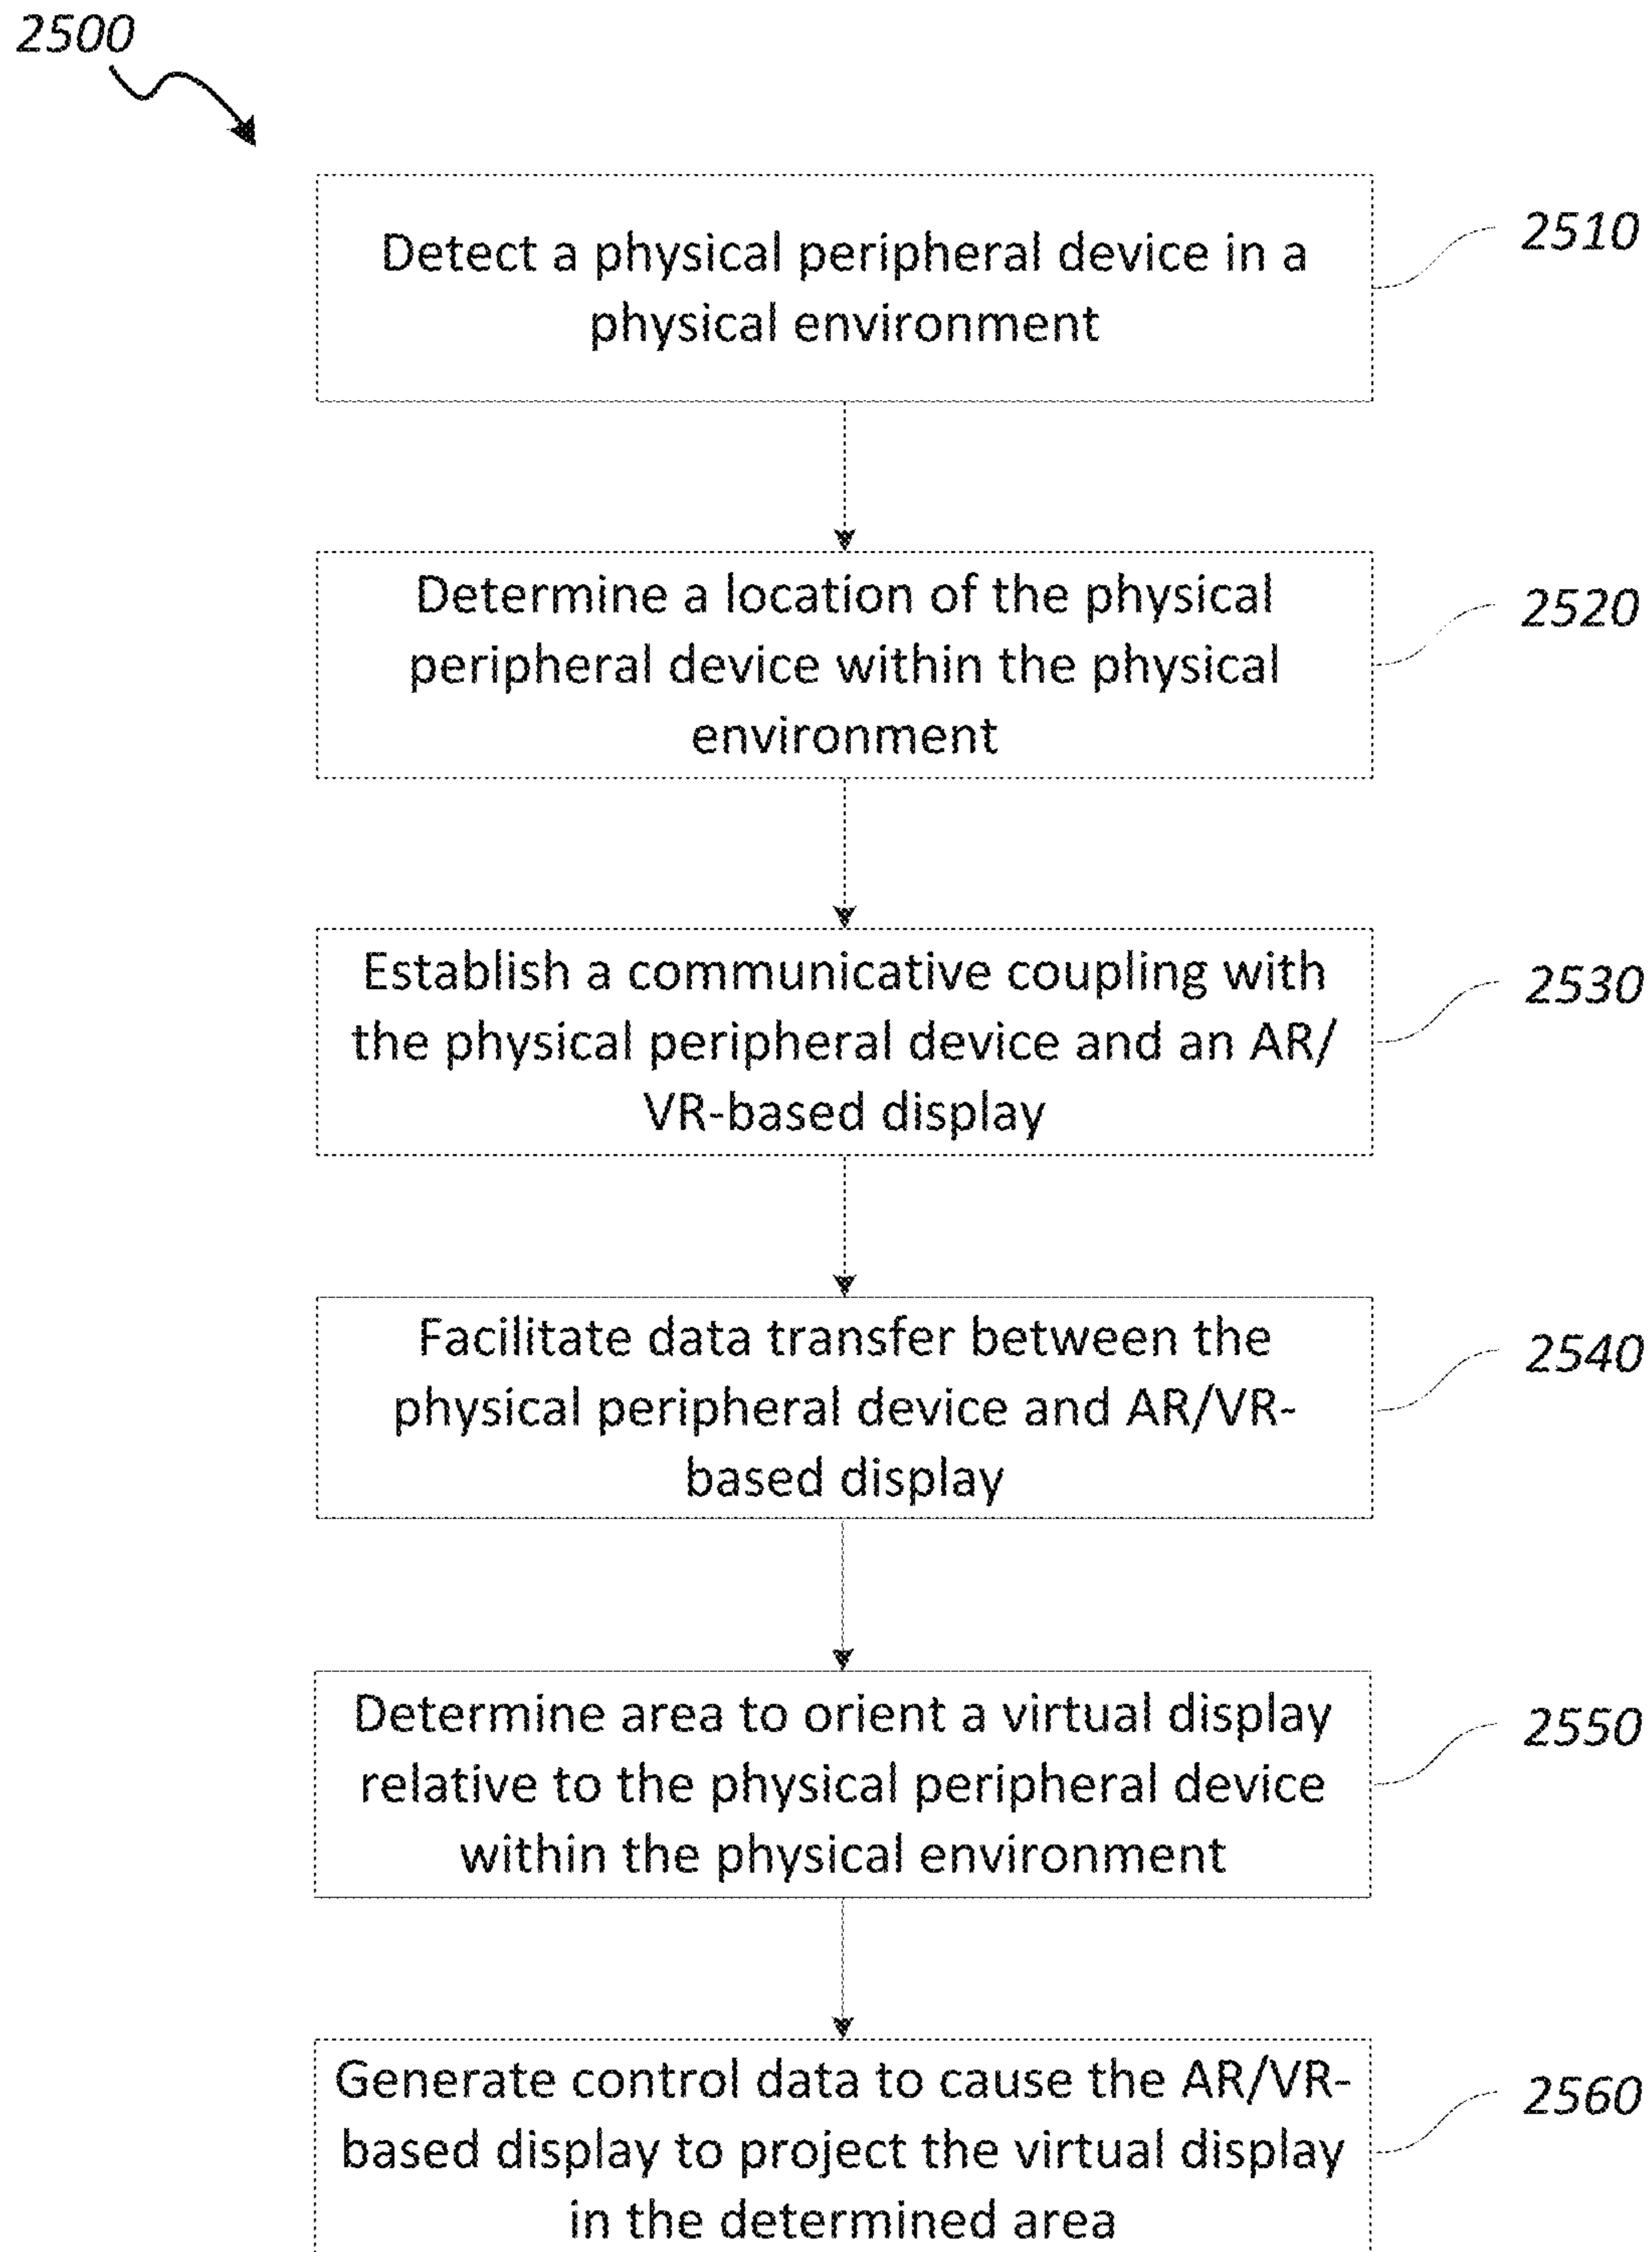 2500
Detect a physical peripheral device in a
physical environment
2510
Determine a location of the physical
peripheral device within the physical
environment
2520
Establish a communicative coupling with
the physical peripheral device and an AR/
VR-based display
2530
Facilitate data transfer between the
physical peripheral device and AR/VR-
based display
2540
Determine area to orient a virtual display
relative to the physical peripheral device
within the physical environment
2550
Generate control data to cause the AR/VR-
based display to project the virtual display
in the determined area
2560